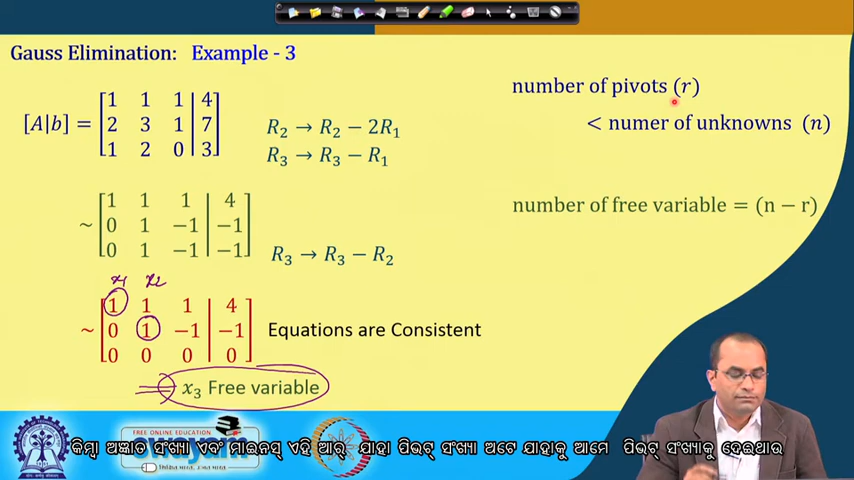 Gauss Elimination: Example - 3
[A|b] = [1 1 1 | 4
2 3 1 | 7
1 2 0 | 3]
R₂ → R₂ − 2R₁
R₃ → R₃ − R₁
~ [1 1 1 | 4
0 1 −1 | −1
0 1 −1 | −1]
R₃ → R₃ − R₂
x₁ x₂
~ [1 1 1 | 4
0 1 −1 | −1
0 0 0 | 0]
Equations are Consistent
⇒ x₃ Free variable
number of pivots (r)
< numer of unknowns (n)
number of free variable = (n − r)
FREE ONLINE EDUCATION
swayam
କିମ୍ବା ଅଜ୍ଞାତ ସଂଖ୍ୟା ଏବଂ ମାଇନସ୍ ଏହି ଆର୍ ଯାହା ପିଭଟ୍ ସଂଖ୍ୟା ଅଟେ ଯାହାକୁ ଆମେ ପିଭଟ୍ ସଂଖ୍ୟାକୁ ଦେଇଥାଉ